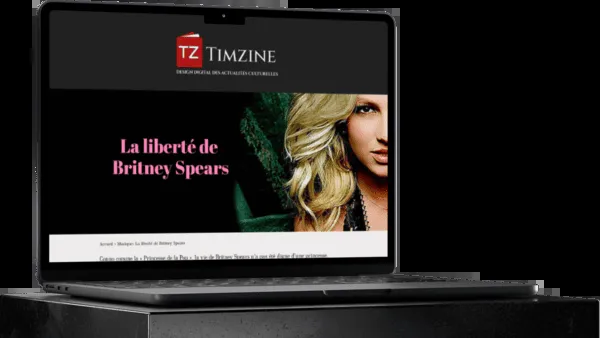 TZ TIMZINE
DESIGN DIGITAL DES ACTUALITÉS CULTURELLES
La liberté de
Britney Spears
Accueil » Musique » La liberté de Britney Spears
Connue comme la « Princesse de la Pop », la vie de Britney Spears n'a pas été digne d'une princesse.